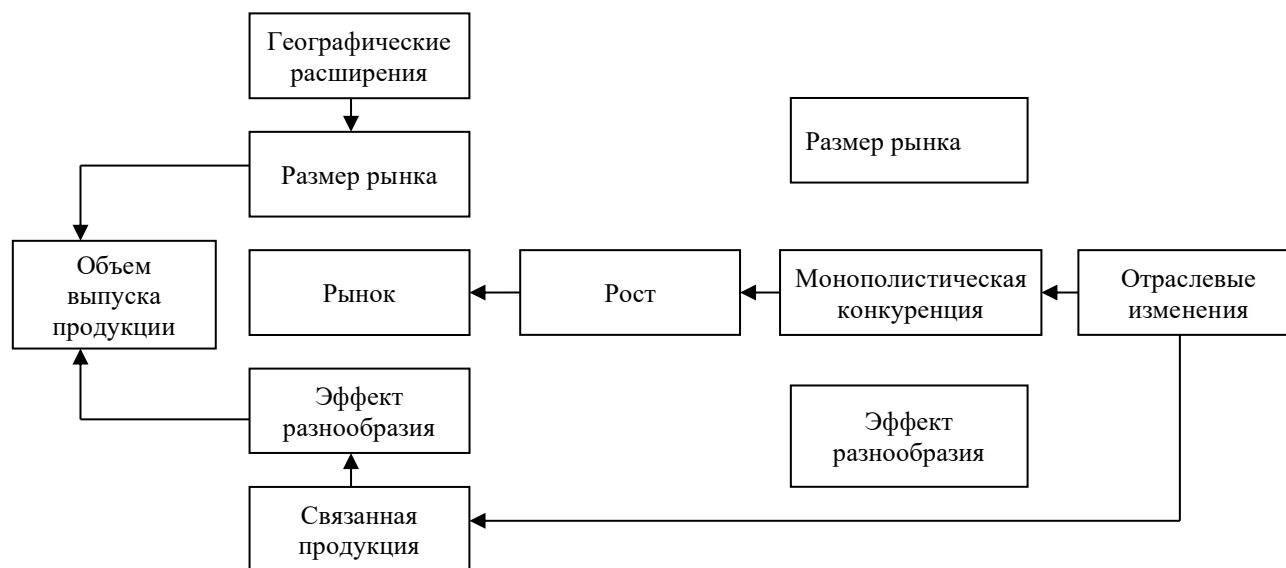 Географические
расширения
Размер рынка
Размер рынка
Объем
выпуска
продукции
Рынок
Рост
Монополистическая
конкуренция
Отраслевые
изменения
Эффект
разнообразия
Эффект
разнообразия
Связанная
продукция